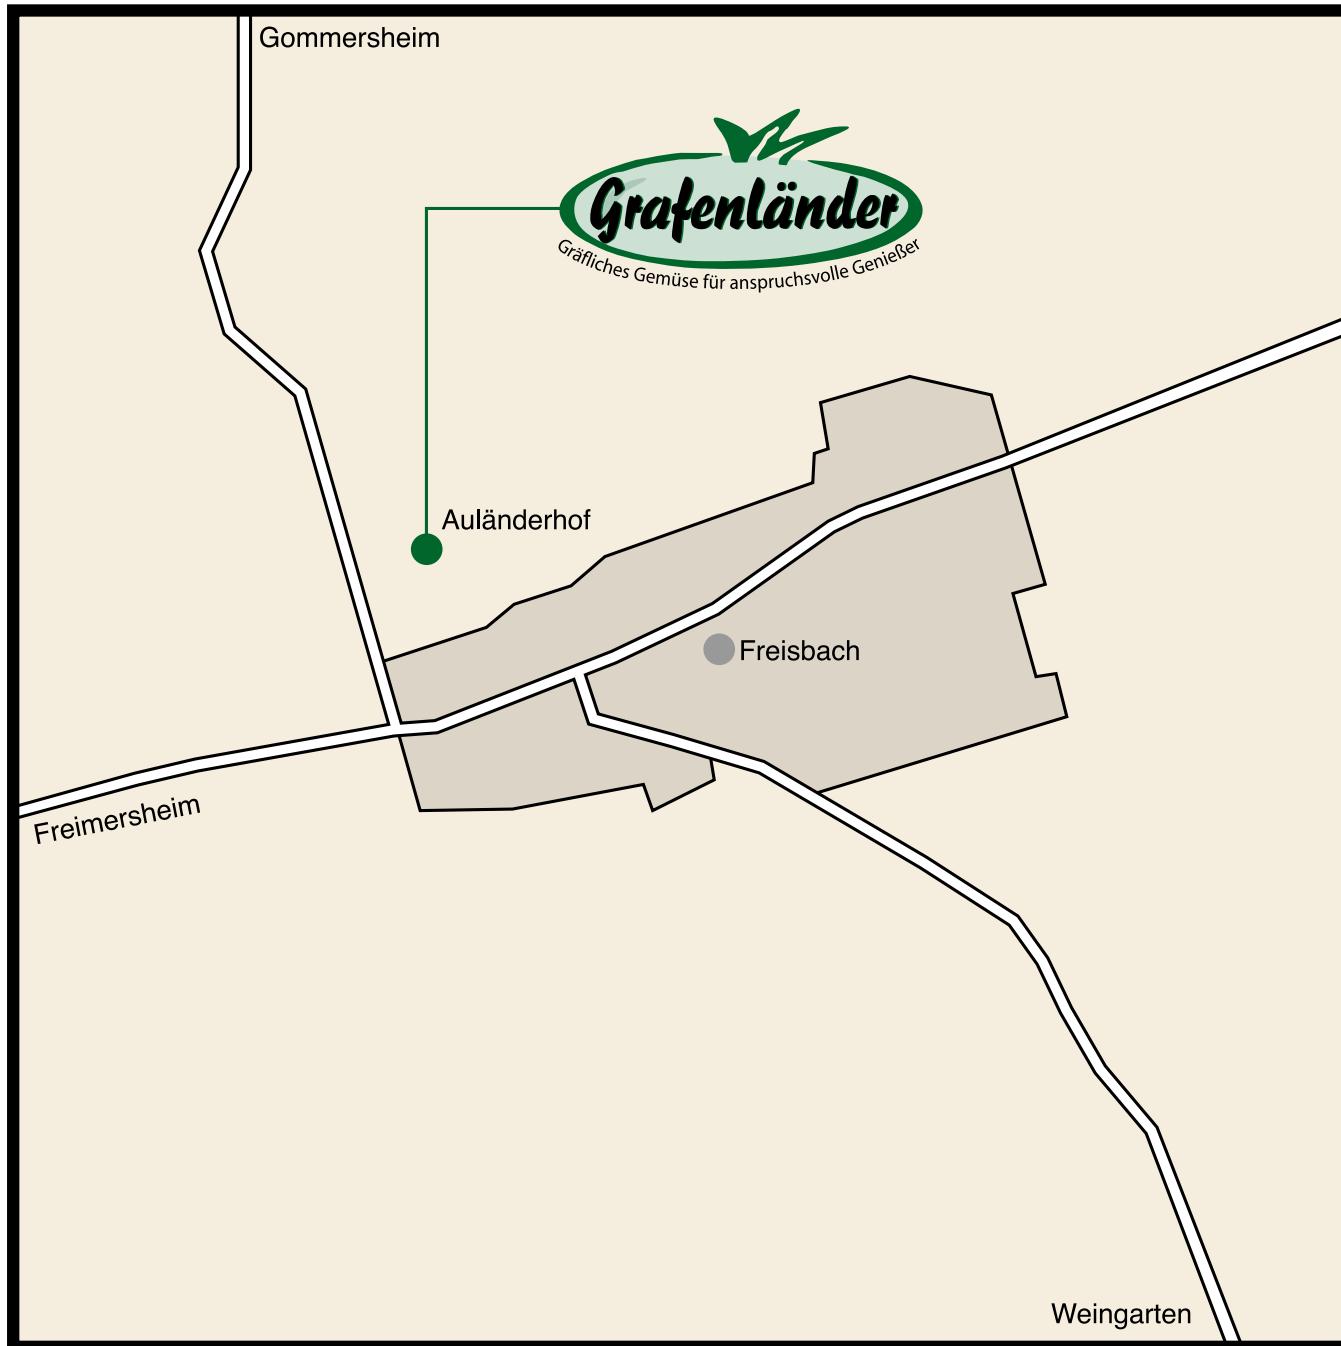 Gommersheim
Grafenländer
Gräfliches Gemüse für anspruchsvolle Genießer
Auländerhof
Freisbach
Freimersheim
Weingarten